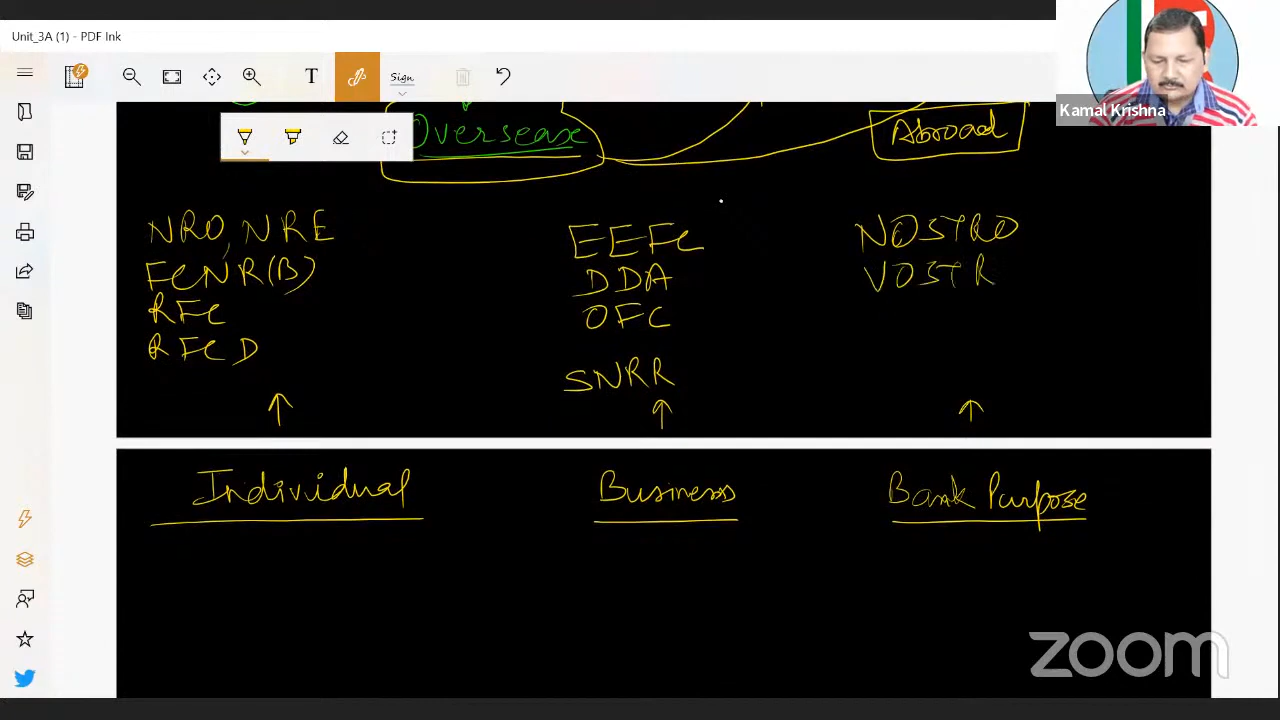 Unit_3A (1) - PDF Ink
T
Sign
Kamal Krishna
Oversease
Abroad
NRO, NRE
FCNR(B)
RFC
RFCD
EEFC
DDA
OFC
SNRR
NOSTRO
VOSTR
Individual
Business
Bank Purpose
zoom